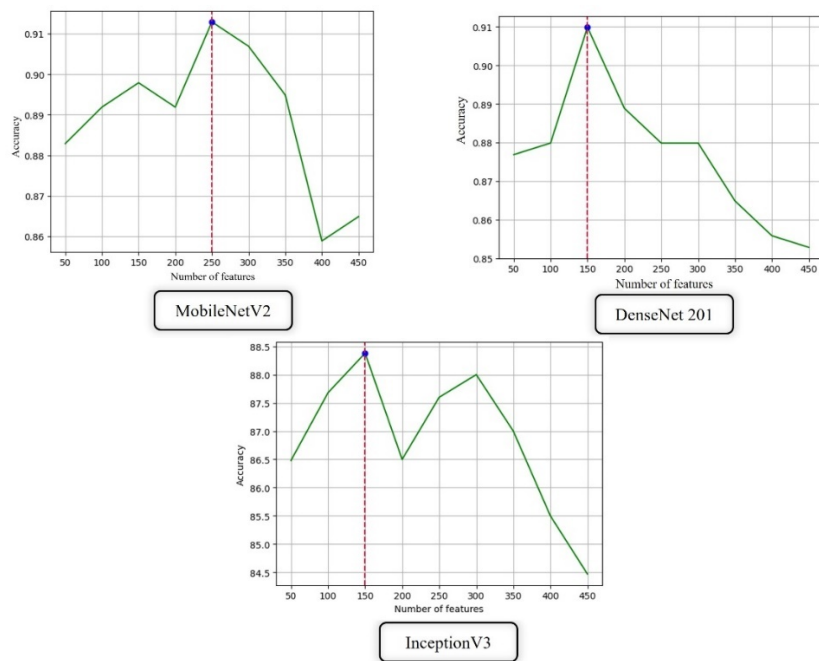 0.91
0.90
0.89
0.88
0.87
0.86
Accuracy
50 100 150 200 250 300 350 400 450
Number of features
MobileNetV2
0.91
0.90
0.89
0.88
0.87
0.86
0.85
Accuracy
50 100 150 200 250 300 350 400 450
Number of features
DenseNet 201
88.5
88.0
87.5
87.0
86.5
86.0
85.5
85.0
84.5
Accuracy
50 100 150 200 250 300 350 400 450
Number of features
InceptionV3